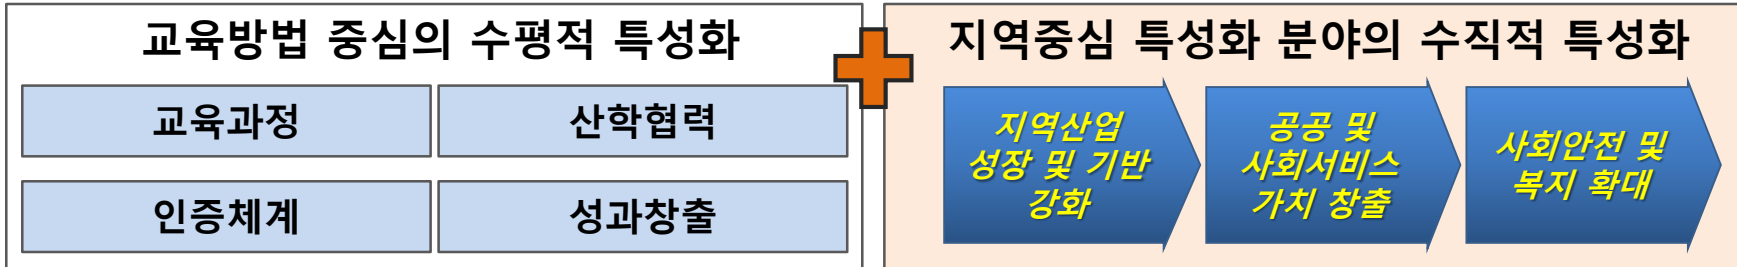 교육방법 중심의 수평적 특성화
교육과정
산학협력
인증체계
성과창출
지역중심 특성화 분야의 수직적 특성화
지역산업
성장 및 기반
강화
공공 및
사회서비스
가치 창출
사회안전 및
복지 확대